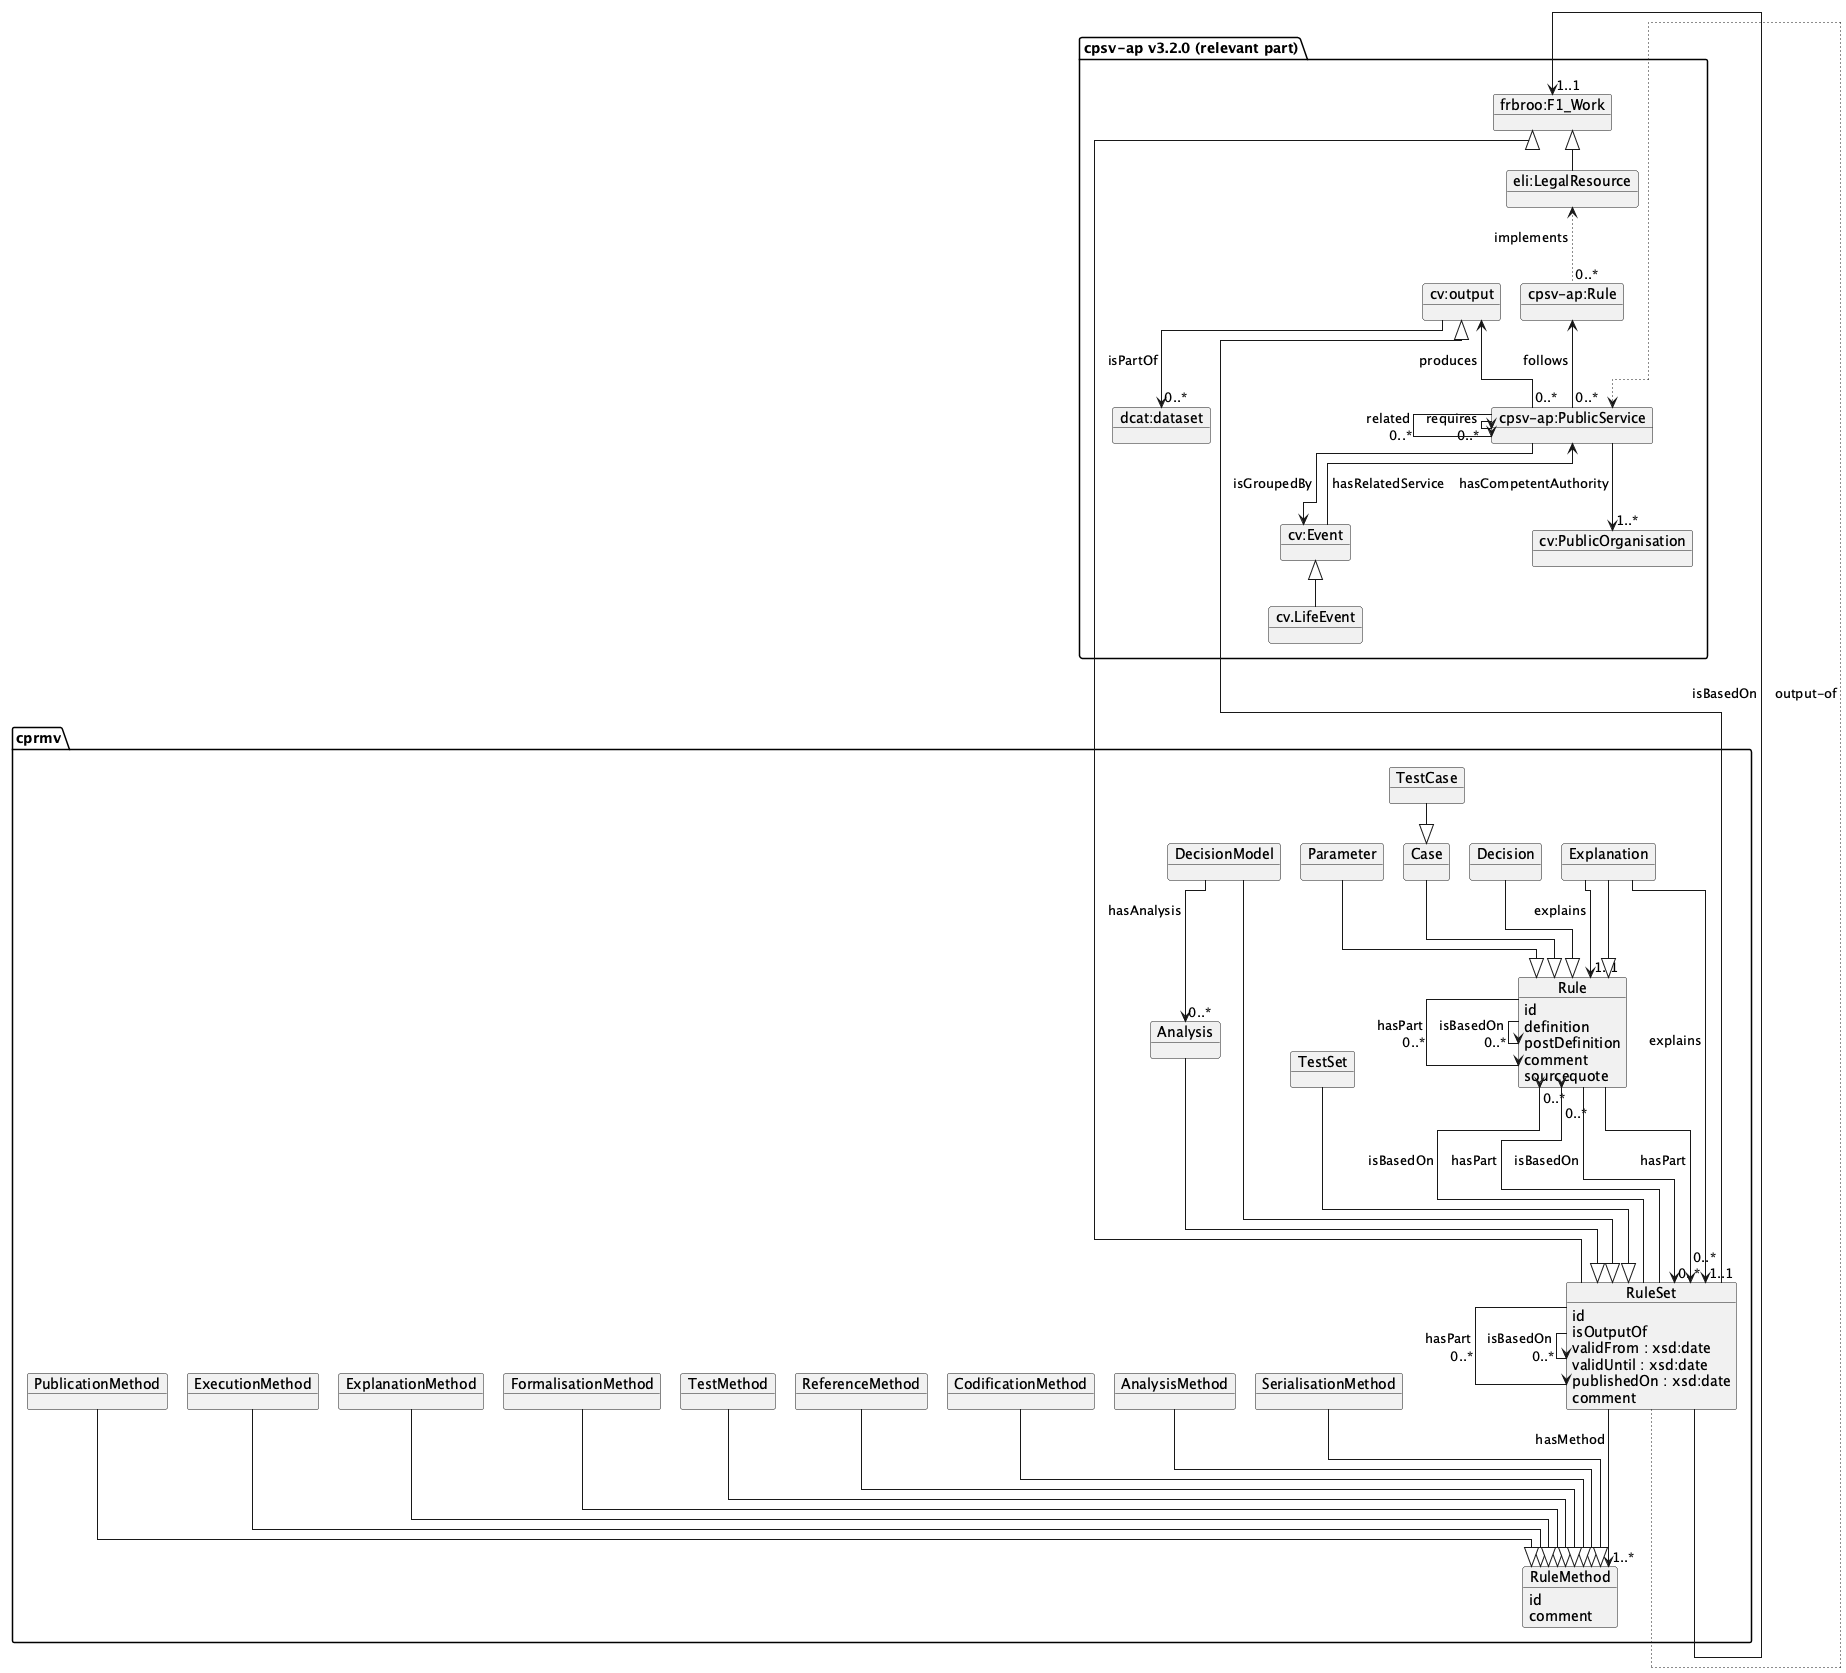 cpsv-ap v3.2.0 (relevant part)
1..1
frbroo:F1_Work
eli:LegalResource
implements
0..*
cv:output
cpsv-ap:Rule
isPartOf
produces
follows
0..*
0..*
0..*
dcat:dataset
related
requires
cpsv-ap:PublicService
0..*
0..*
isGroupedBy
hasRelatedService
hasCompetentAuthority
1..*
cv:Event
cv:PublicOrganisation
cv.LifeEvent
isBasedOn
output-of
cprmv
TestCase
DecisionModel
Parameter
Case
Decision
Explanation
hasAnalysis
explains
1..1
Rule
id
definition
postDefinition
comment
sourcequote
0..*
hasPart
0..*
isBasedOn
0..*
Analysis
explains
TestSet
0..*
0..*
isBasedOn
hasPart
isBasedOn
hasPart
0..*
0..*
1..1
RuleSet
id
isOutputOf
validFrom : xsd:date
validUntil : xsd:date
publishedOn : xsd:date
comment
hasPart
0..*
isBasedOn
0..*
PublicationMethod
ExecutionMethod
ExplanationMethod
FormalisationMethod
TestMethod
ReferenceMethod
CodificationMethod
AnalysisMethod
SerialisationMethod
hasMethod
1..*
RuleMethod
id
comment